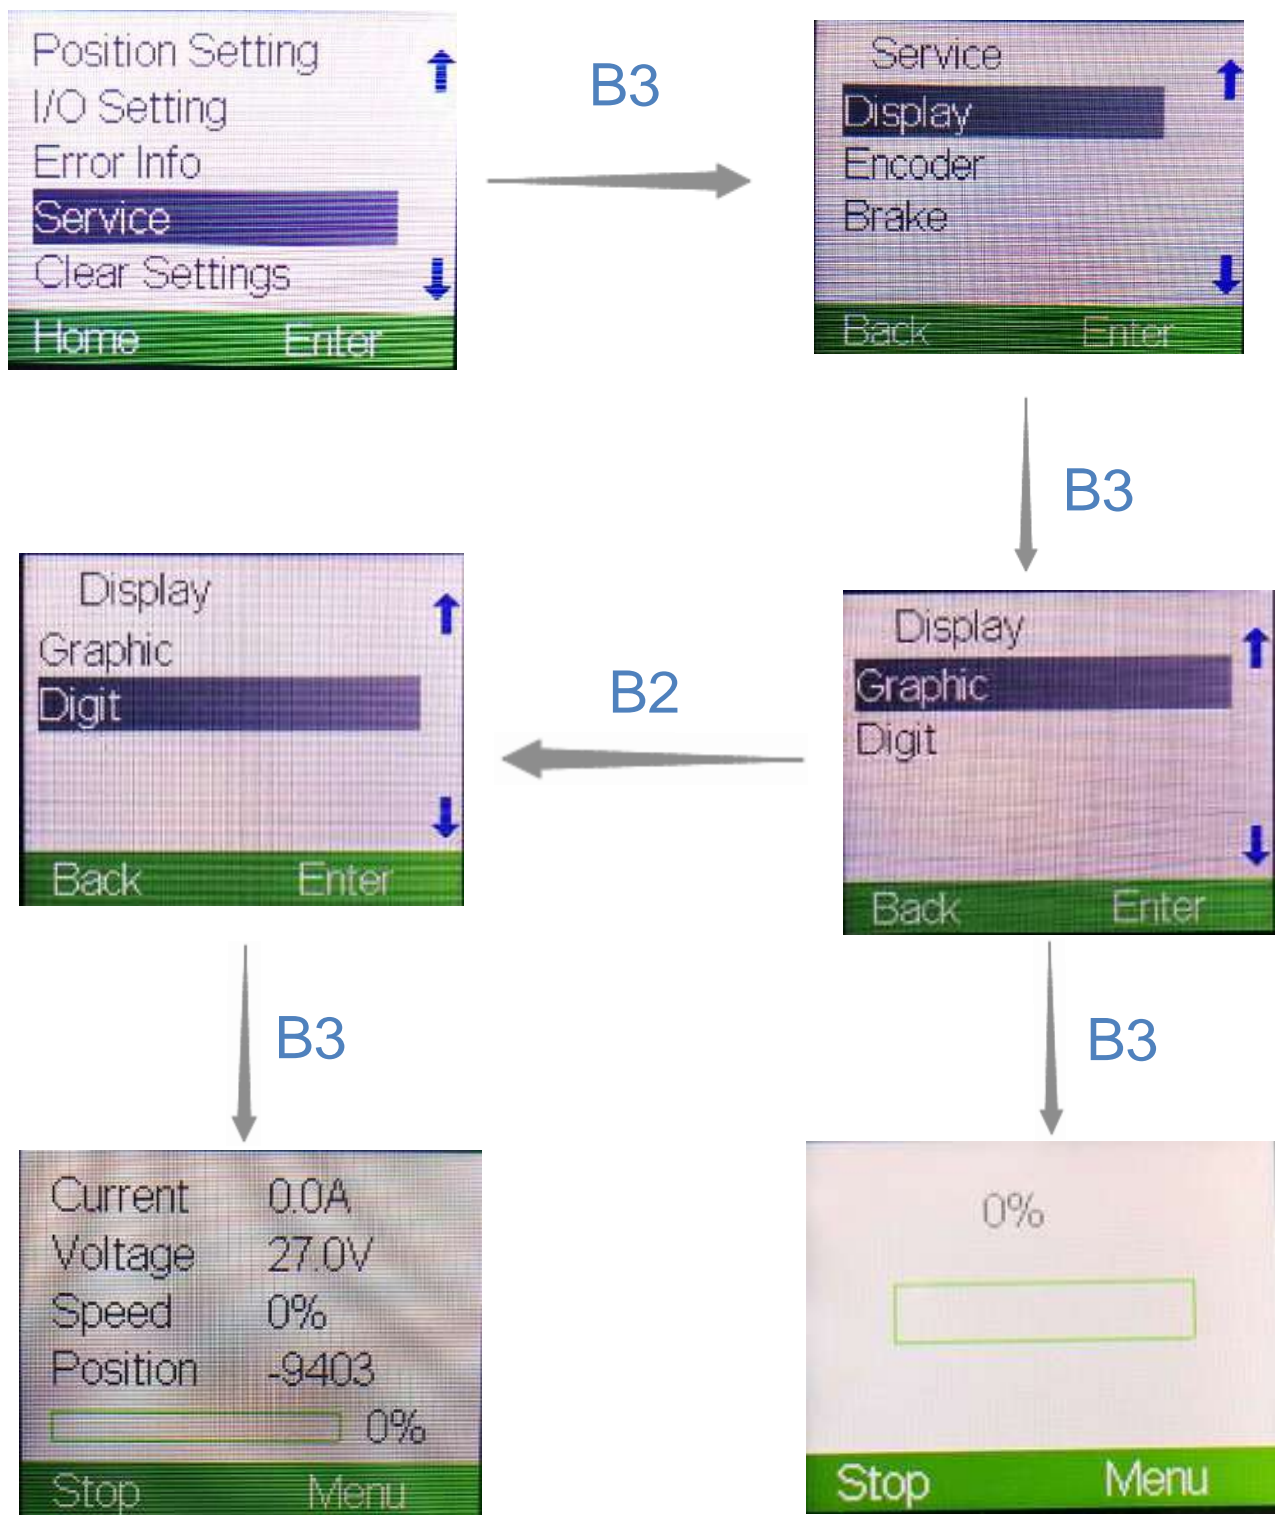 Position Setting
I/O Setting
Error Info
Service
Clear Settings
Home Enter
B3
Service
Display
Encoder
Brake
Back Enter
B3
Display
Graphic
Digit
Back Enter
B2
Display
Graphic
Digit
Back Enter
B3
Current 0.0A
Voltage 27.0V
Speed 0%
Position -9403
0%
Stop Menu
B3
0%
Stop Menu